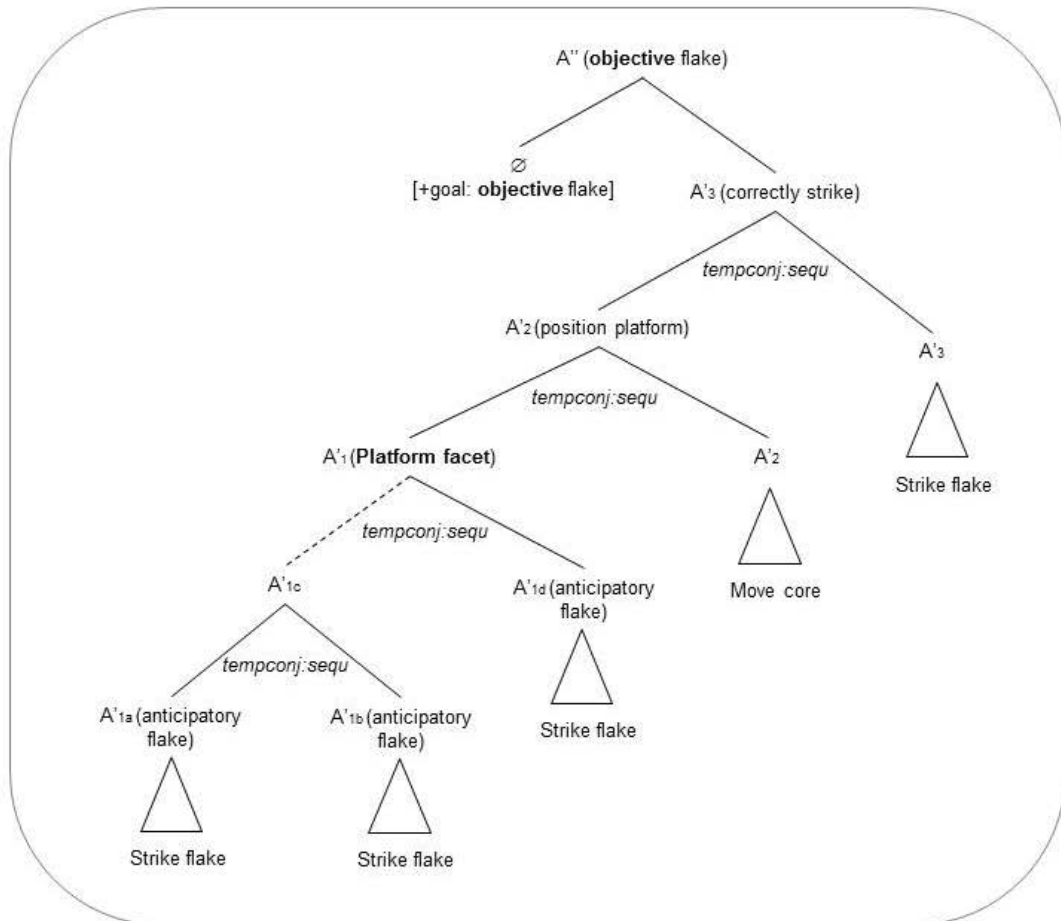 A'' (objective flake)
∅
[+goal: objective flake]
A'3 (correctly strike)
tempconj:sequ
A'2 (position platform)
A'3
tempconj:sequ
Strike flake
A'1 (Platform facet)
A'2
tempconj:sequ
Move core
A'1c
A'1d (anticipatory
flake)
tempconj:sequ
Strike flake
A'1a (anticipatory
flake)
A'1b (anticipatory
flake)
Strike flake
Strike flake